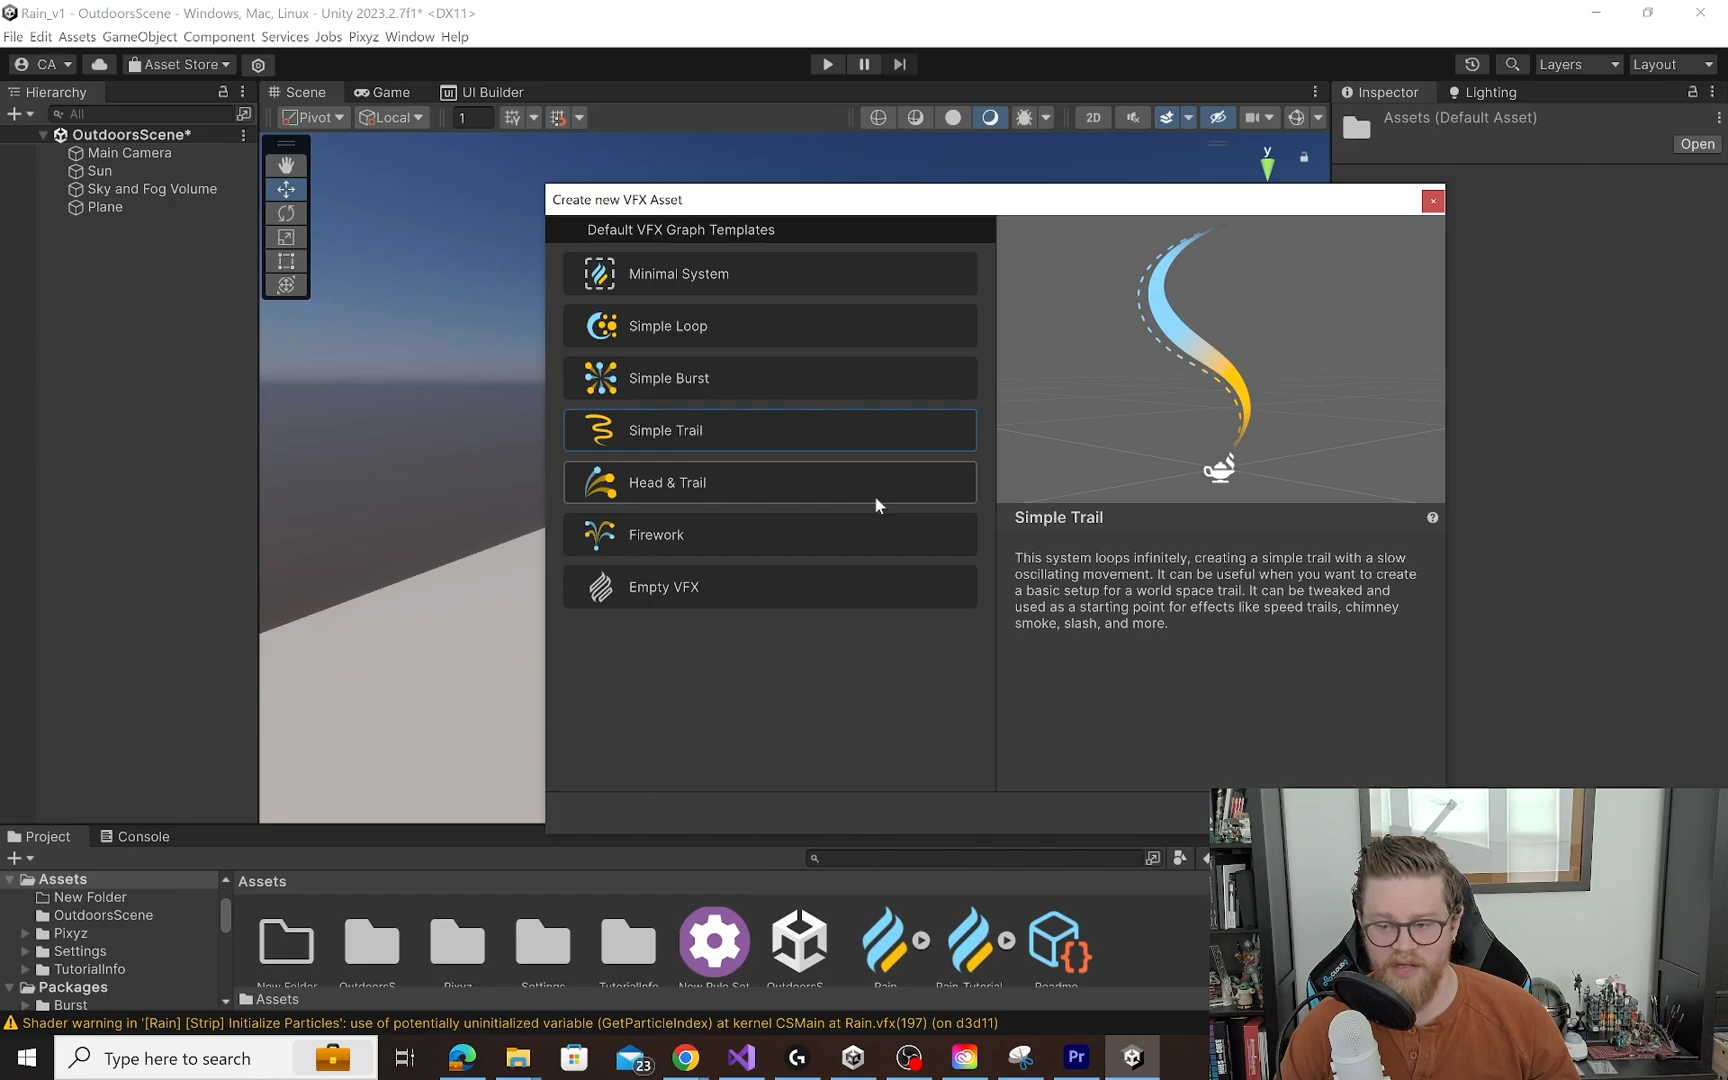 Rain_v1 - OutdoorsScene - Windows, Mac, Linux - Unity 2023.2.7f1* <DX11>
File Edit Assets GameObject Component Services Jobs Pixyz Window Help
CA Asset Store Layers Layout
Hierarchy Scene Game UI Builder Inspector Lighting
All Pivot Local 1 2D Assets (Default Asset)
OutdoorsScene*
Open
Main Camera
Sun
Sky and Fog Volume
Plane
y
Create new VFX Asset
Default VFX Graph Templates
Minimal System
Simple Loop
Simple Burst
Simple Trail
Head & Trail
Firework
Empty VFX
Simple Trail
This system loops infinitely, creating a simple trail with a slow
oscillating movement. It can be useful when you want to create
a basic setup for a world space trail. It can be tweaked and
used as a starting point for effects like speed trails, chimney
smoke, slash, and more.
Project Console
Assets
New Folder
OutdoorsScene
Pixyz
Settings
TutorialInfo
Packages
Burst
Assets
New Folder OutdoorsS... Pixyz Settings TutorialInfo New Rule Set OutdoorsS... Rain Rain_Tutorial Readme
Assets
Shader warning in '[Rain] [Strip] Initialize Particles': use of potentially uninitialized variable (GetParticleIndex) at kernel CSMain at Rain.vfx(197) (on d3d11)
Type here to search
23
Pr